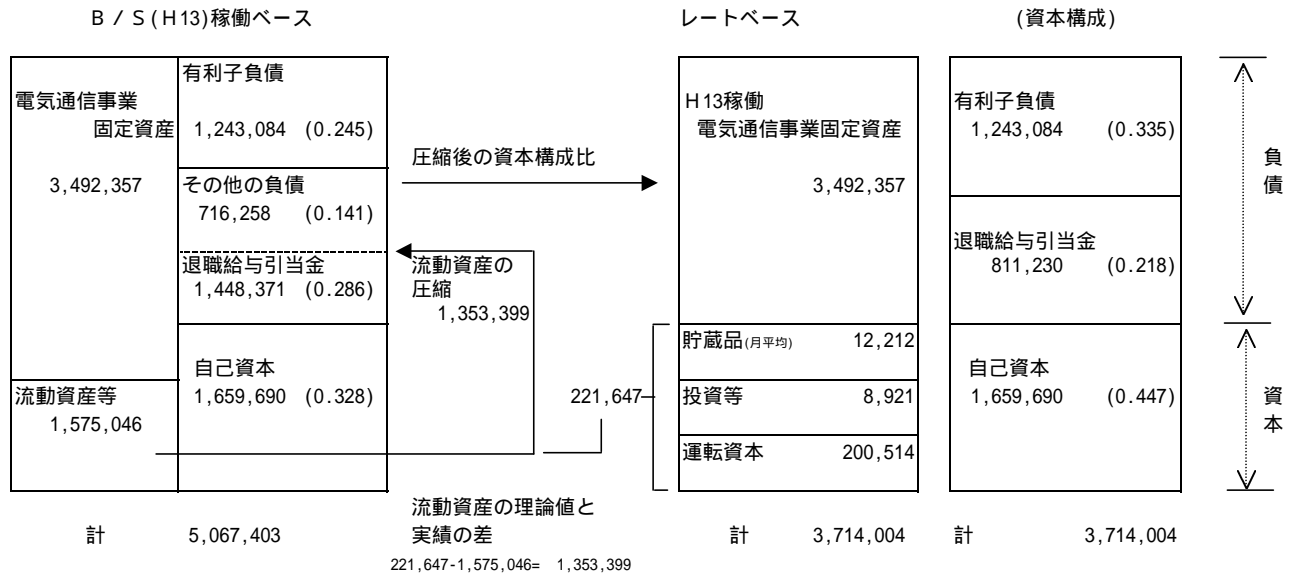 B / S(H13)稼働ベース
電気通信事業
固定資産
3,492,357
流動資産等
1,575,046
有利子負債
1,243,084 (0.245)
その他の負債
716,258 (0.141)
退職給与引当金
1,448,371 (0.286)
自己資本
1,659,690 (0.328)
計 5,067,403
圧縮後の資本構成比
流動資産の
圧縮
1,353,399
221,647
流動資産の理論値と
実績の差
221,647-1,575,046= 1,353,399
レートベース
H13稼働
電気通信事業固定資産
3,492,357
貯蔵品(月平均) 12,212
投資等 8,921
運転資本 200,514
計 3,714,004
(資本構成)
有利子負債
1,243,084 (0.335)
退職給与引当金
811,230 (0.218)
自己資本
1,659,690 (0.447)
計 3,714,004
負
債
資
本